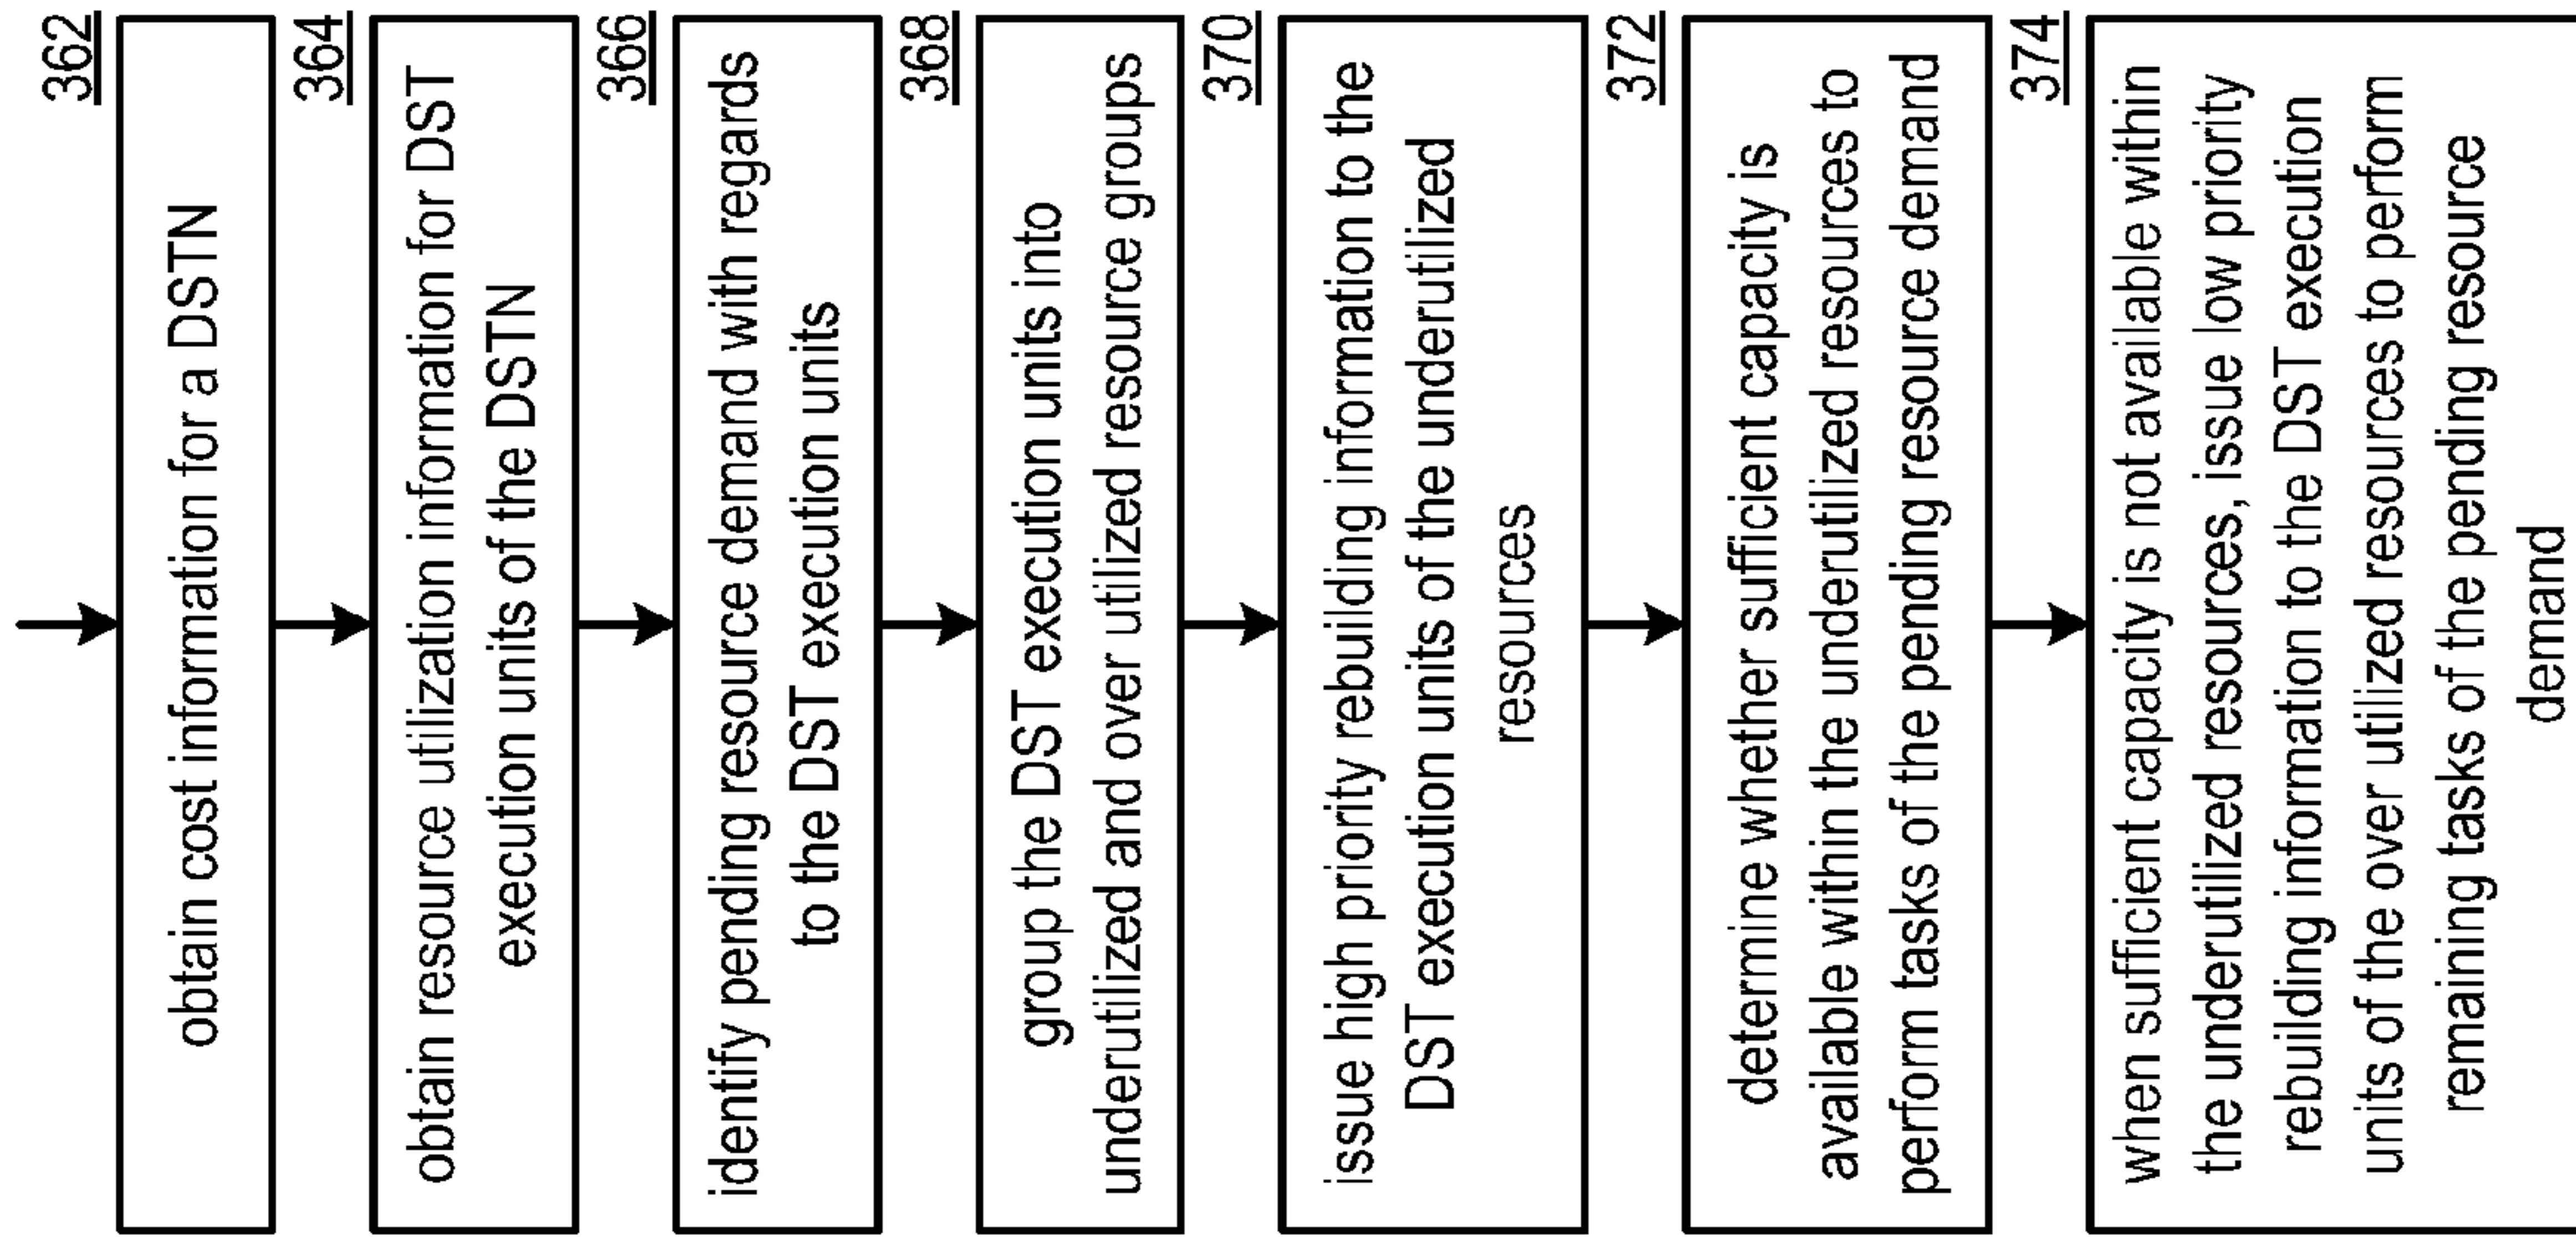 362
obtain cost information for a DSTN
364
obtain resource utilization information for DST
execution units of the DSTN
366
identify pending resource demand with regards
to the DST execution units
368
group the DST execution units into
underutilized and over utilized resource groups
370
issue high priority rebuilding information to the
DST execution units of the underutilized
resources
372
determine whether sufficient capacity is
available within the underutilized resources to
perform tasks of the pending resource demand
374
when sufficient capacity is not available within
the underutilized resources, issue low priority
rebuilding information to the DST execution
units of the over utilized resources to perform
remaining tasks of the pending resource
demand